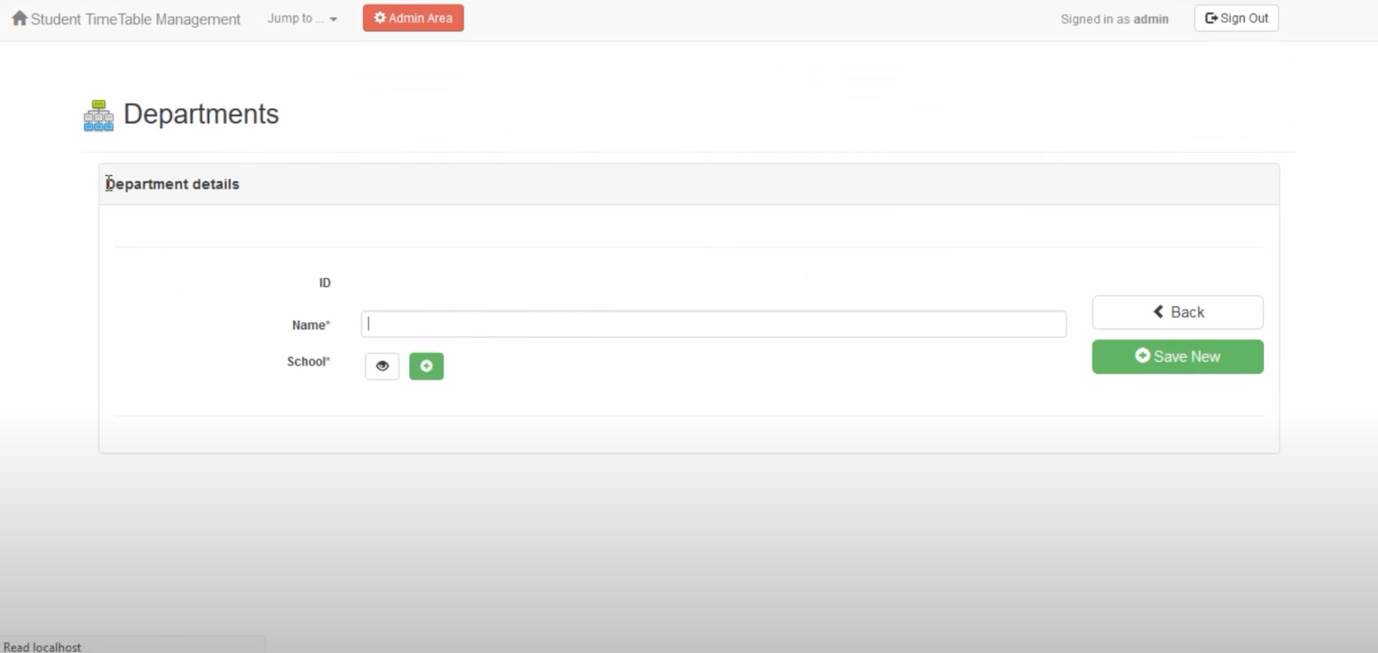 Student TimeTable Management Jump to ... Admin Area Signed in as admin Sign Out
Departments
Department details
ID
Name*
Back
School*
Save New
Read localhost